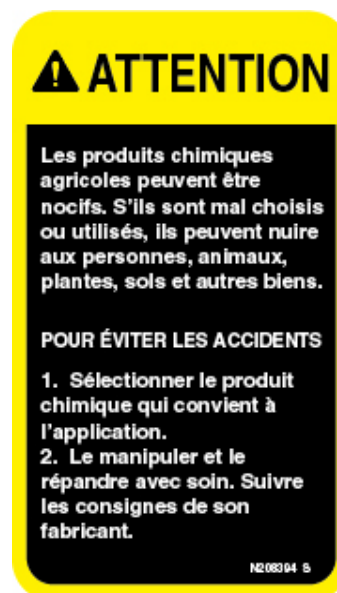 ATTENTION
Les produits chimiques
agricoles peuvent être
nocifs. S'ils sont mal choisis
ou utilisés, ils peuvent nuire
aux personnes, animaux,
plantes, sols et autres biens.
POUR ÉVITER LES ACCIDENTS
1. Sélectionner le produit
chimique qui convient à
l'application.
2. Le manipuler et le
répandre avec soin. Suivre
les consignes de son
fabricant.
N208394 S